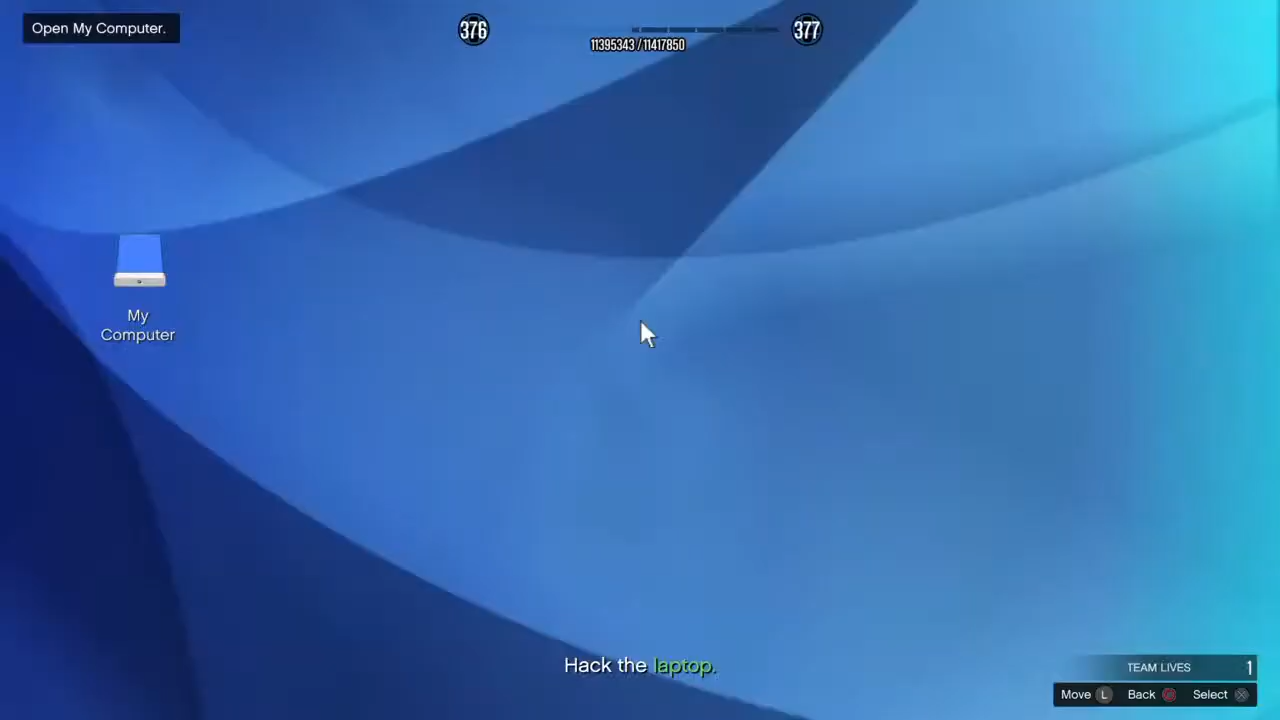 Open My Computer.
376
377
11395343 / 11417850
My
Computer
Hack the laptop.
TEAM LIVES 1
Move L Back Select